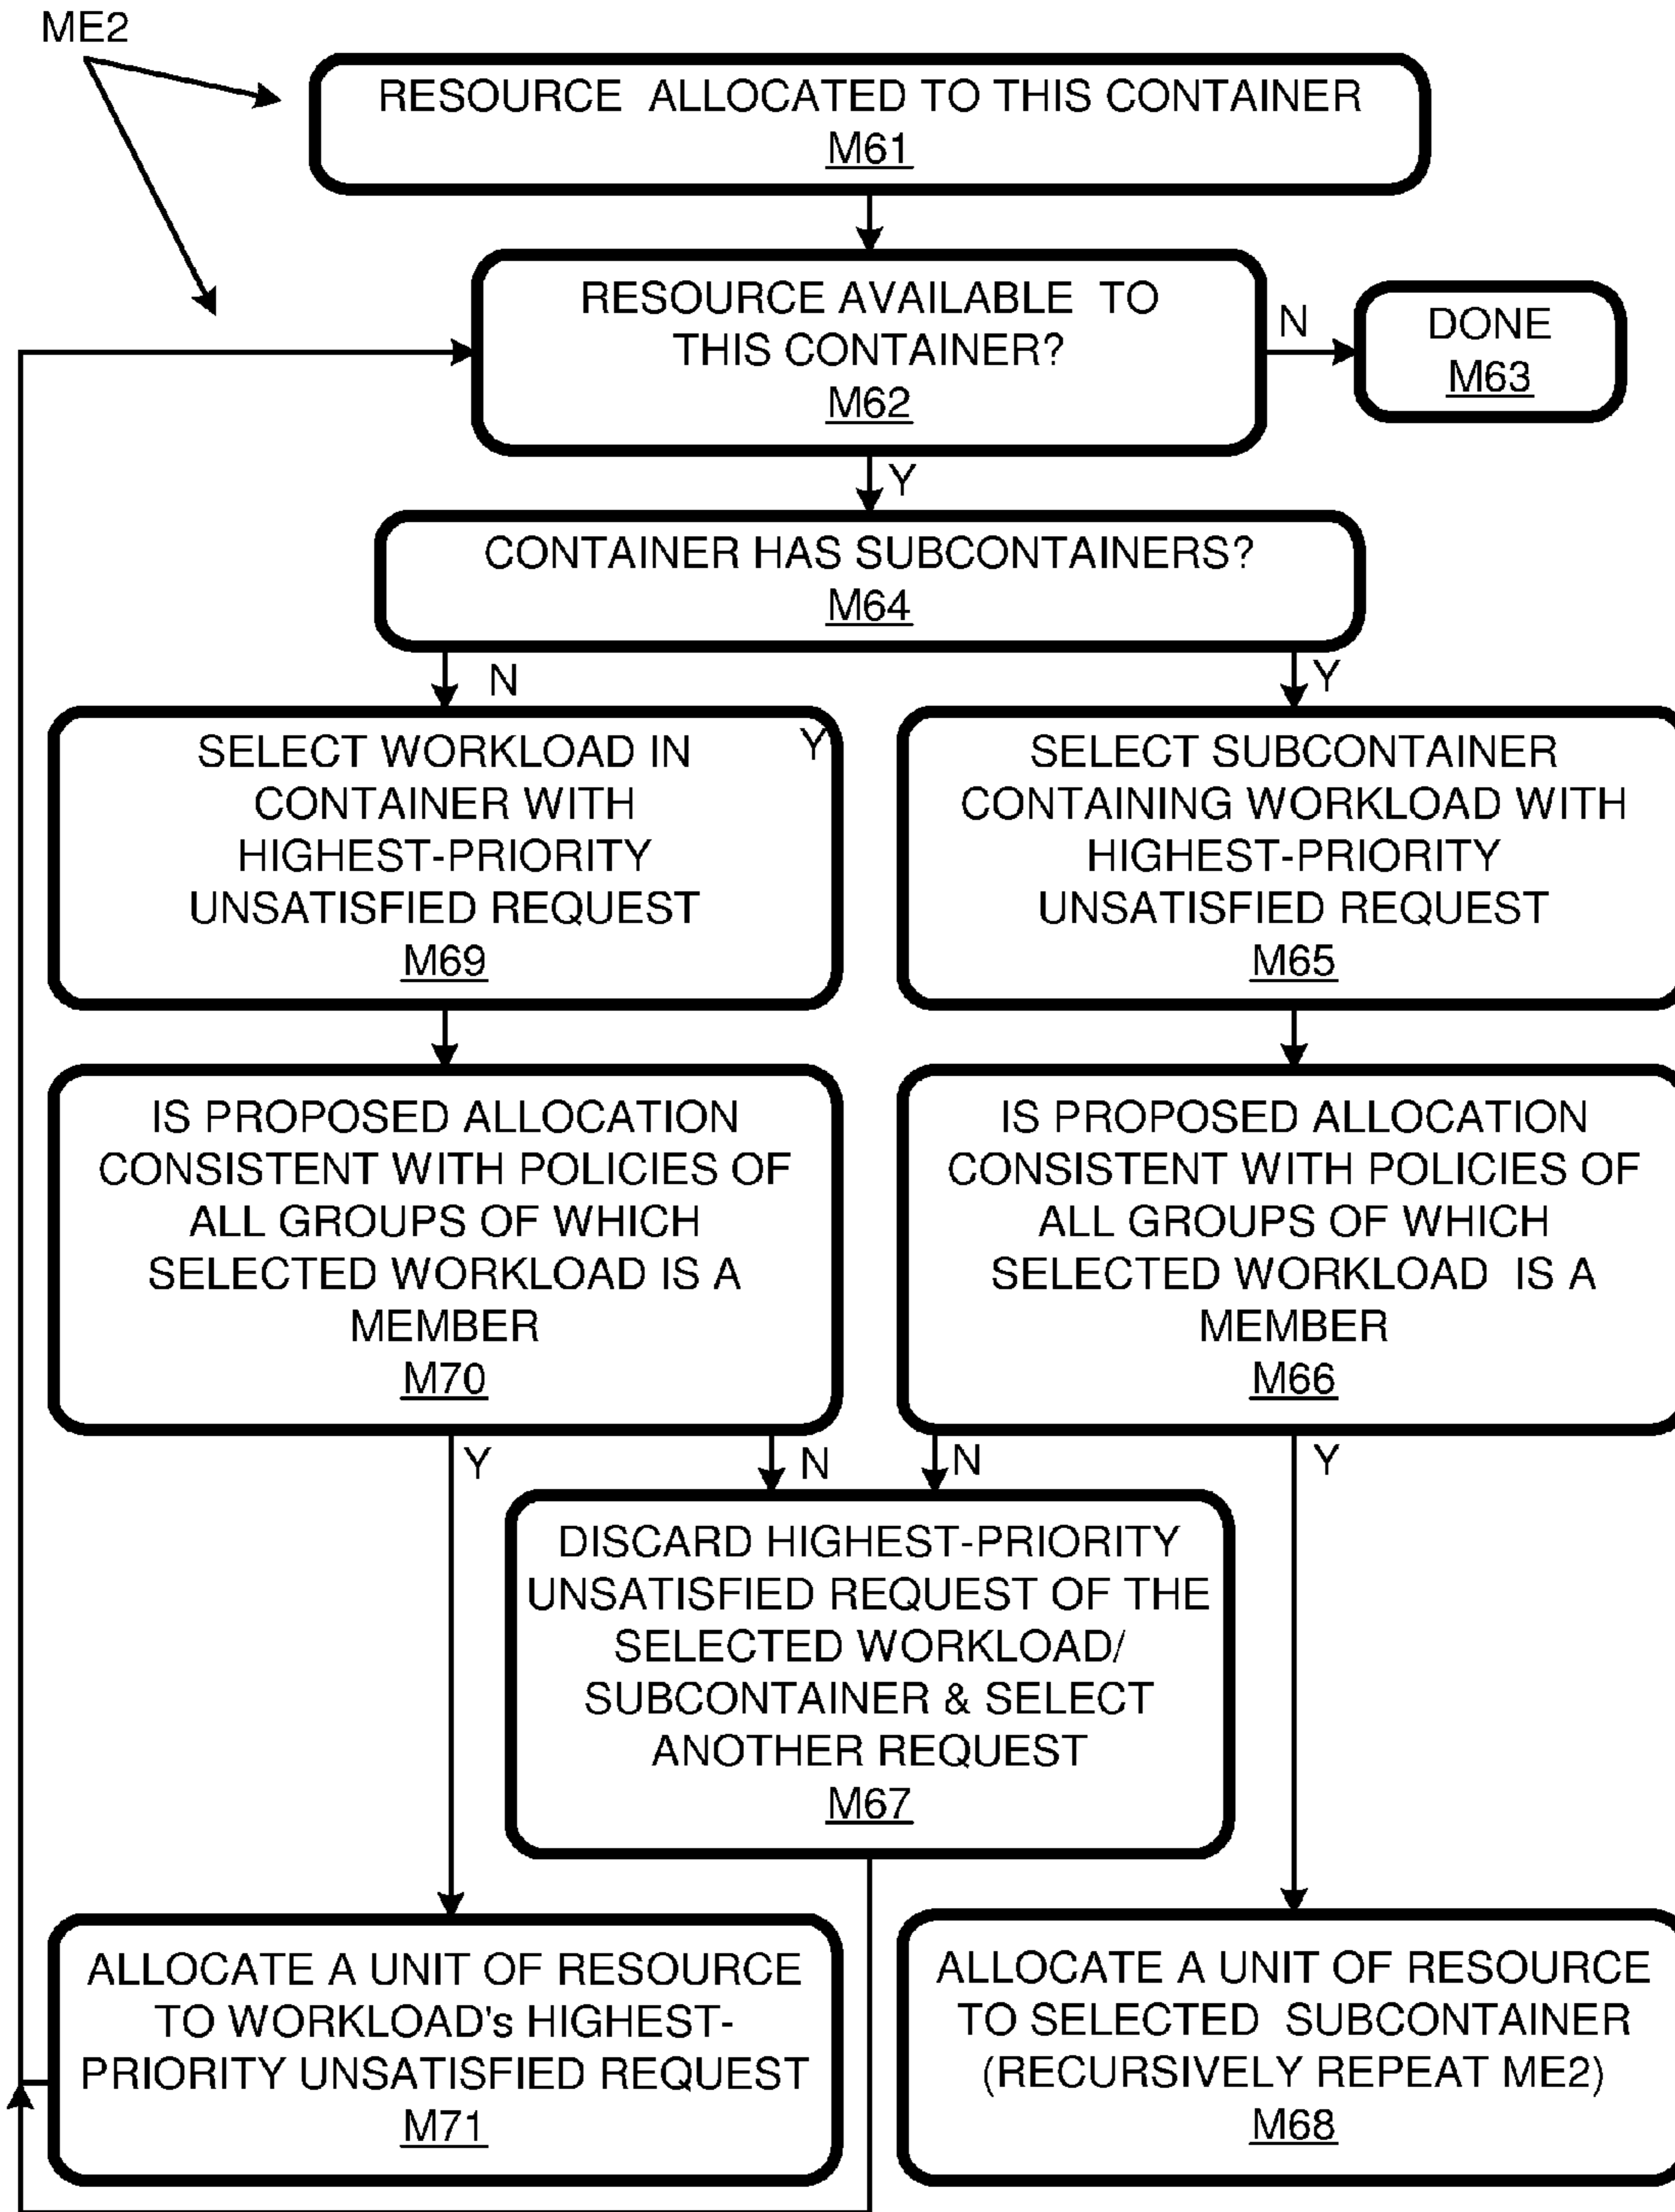 ME2
RESOURCE ALLOCATED TO THIS CONTAINER
M61
RESOURCE AVAILABLE TO
THIS CONTAINER?
M62
N
DONE
M63
Y
CONTAINER HAS SUBCONTAINERS?
M64
N
Y
SELECT WORKLOAD IN
CONTAINER WITH
HIGHEST-PRIORITY
UNSATISFIED REQUEST
M69
Y
SELECT SUBCONTAINER
CONTAINING WORKLOAD WITH
HIGHEST-PRIORITY
UNSATISFIED REQUEST
M65
IS PROPOSED ALLOCATION
CONSISTENT WITH POLICIES OF
ALL GROUPS OF WHICH
SELECTED WORKLOAD IS A
MEMBER
M70
IS PROPOSED ALLOCATION
CONSISTENT WITH POLICIES OF
ALL GROUPS OF WHICH
SELECTED WORKLOAD IS A
MEMBER
M66
Y
N
N
Y
DISCARD HIGHEST-PRIORITY
UNSATISFIED REQUEST OF THE
SELECTED WORKLOAD/
SUBCONTAINER & SELECT
ANOTHER REQUEST
M67
ALLOCATE A UNIT OF RESOURCE
TO WORKLOAD's HIGHEST-
PRIORITY UNSATISFIED REQUEST
M71
ALLOCATE A UNIT OF RESOURCE
TO SELECTED SUBCONTAINER
(RECURSIVELY REPEAT ME2)
M68